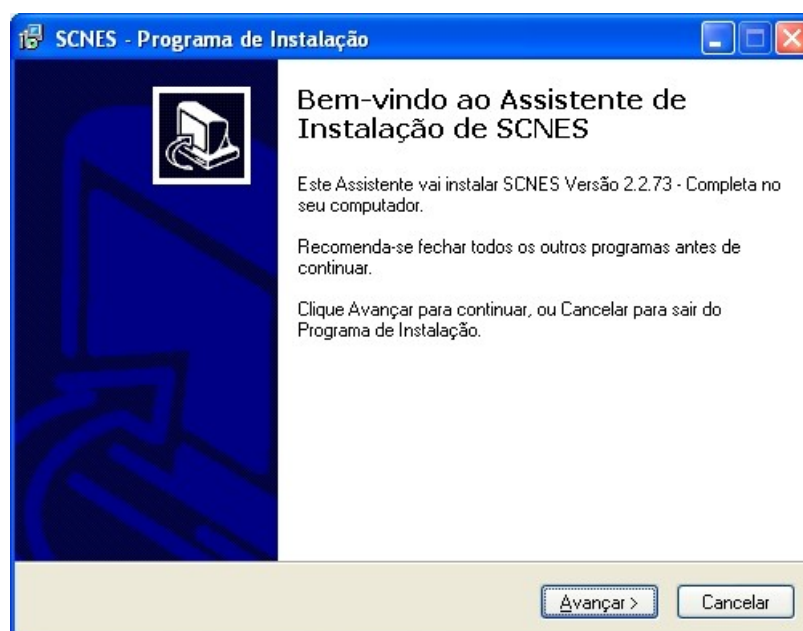 SCNES - Programa de Instalação
Bem-vindo ao Assistente de
Instalação de SCNES
Este Assistente vai instalar SCNES Versão 2.2.73 - Completa no
seu computador.
Recomenda-se fechar todos os outros programas antes de
continuar.
Clique Avançar para continuar, ou Cancelar para sair do
Programa de Instalação.
Avançar > Cancelar